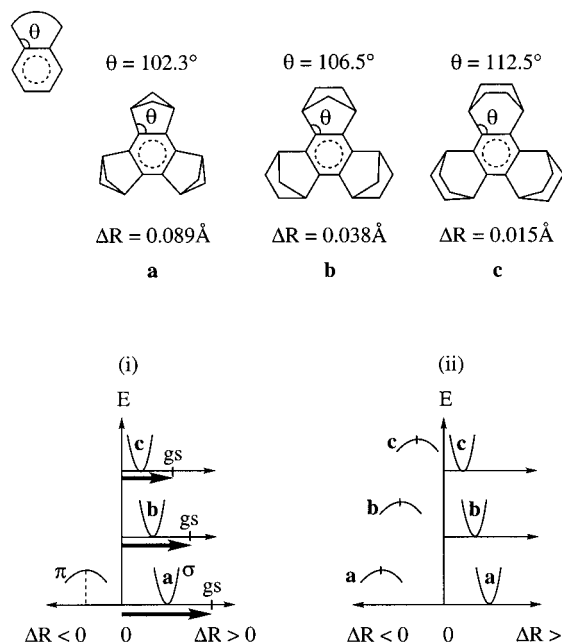 θ = 102.3° θ = 106.5° θ = 112.5°
θ θ θ
ΔR = 0.089Å ΔR = 0.038Å ΔR = 0.015Å
a b c
(i) (ii)
E E
c gs c c
b gs b b
π a σ gs a a
ΔR < 0 0 ΔR > 0 ΔR < 0 0 ΔR >